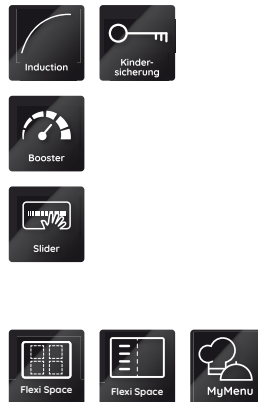 Induction
Kinder-
sicherung
Booster
Slider
Flexi Space
Flexi Space
MyMenu